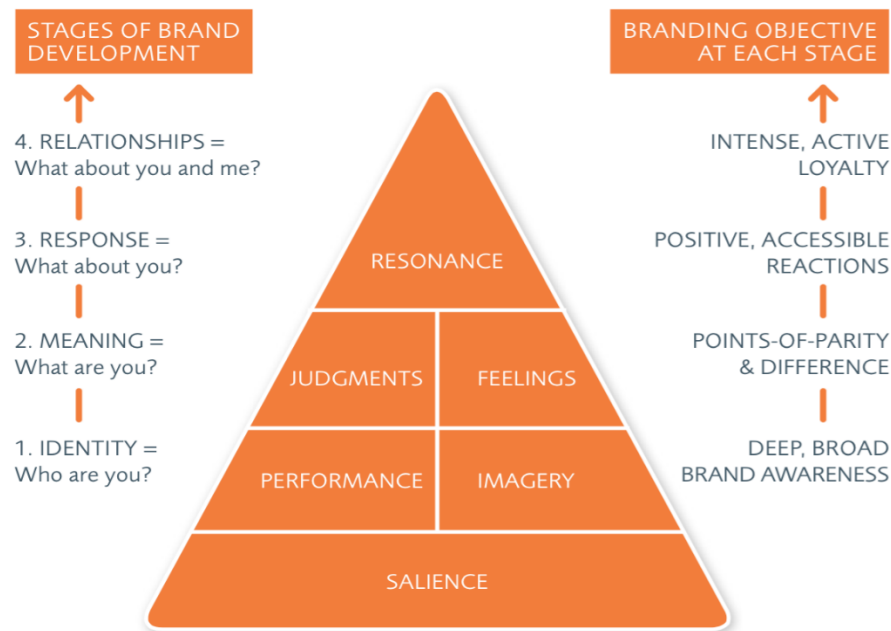 STAGES OF BRAND
DEVELOPMENT
4. RELATIONSHIPS =
What about you and me?
3. RESPONSE =
What about you?
2. MEANING =
What are you?
1. IDENTITY =
Who are you?
RESONANCE
JUDGMENTS
FEELINGS
PERFORMANCE
IMAGERY
SALIENCE
BRANDING OBJECTIVE
AT EACH STAGE
INTENSE, ACTIVE
LOYALTY
POSITIVE, ACCESSIBLE
REACTIONS
POINTS-OF-PARITY
& DIFFERENCE
DEEP, BROAD
BRAND AWARENESS